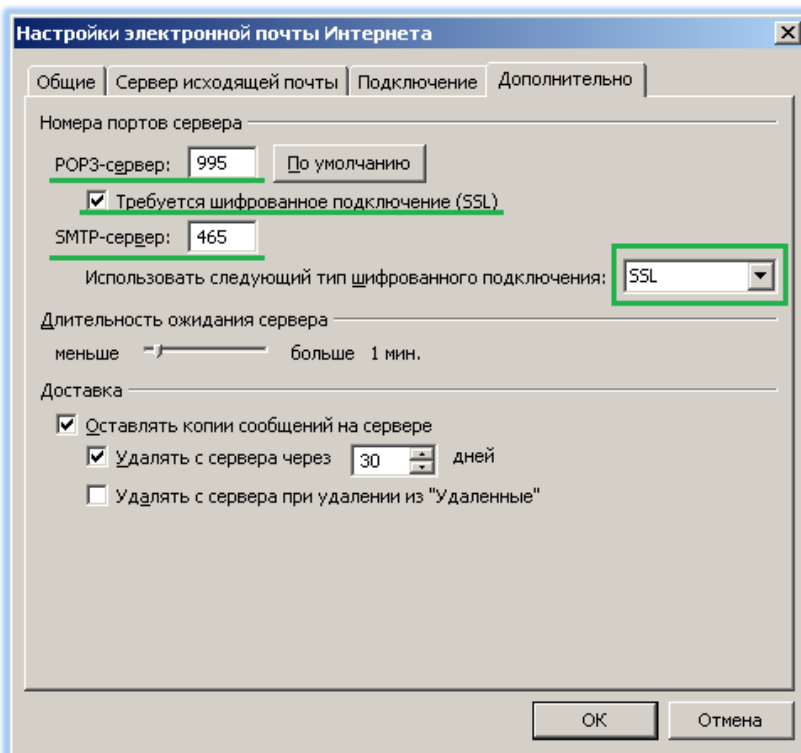 Настройки электронной почты Интернета
Общие Сервер исходящей почты Подключение Дополнительно
Номера портов сервера
POP3-сервер: 995 По умолчанию
Требуется шифрованное подключение (SSL)
SMTP-сервер: 465
Использовать следующий тип шифрованного подключения: SSL
Длительность ожидания сервера
меньше больше 1 мин.
Доставка
Оставлять копии сообщений на сервере
Удалять с сервера через 30 дней
Удалять с сервера при удалении из "Удаленные"
ОК Отмена